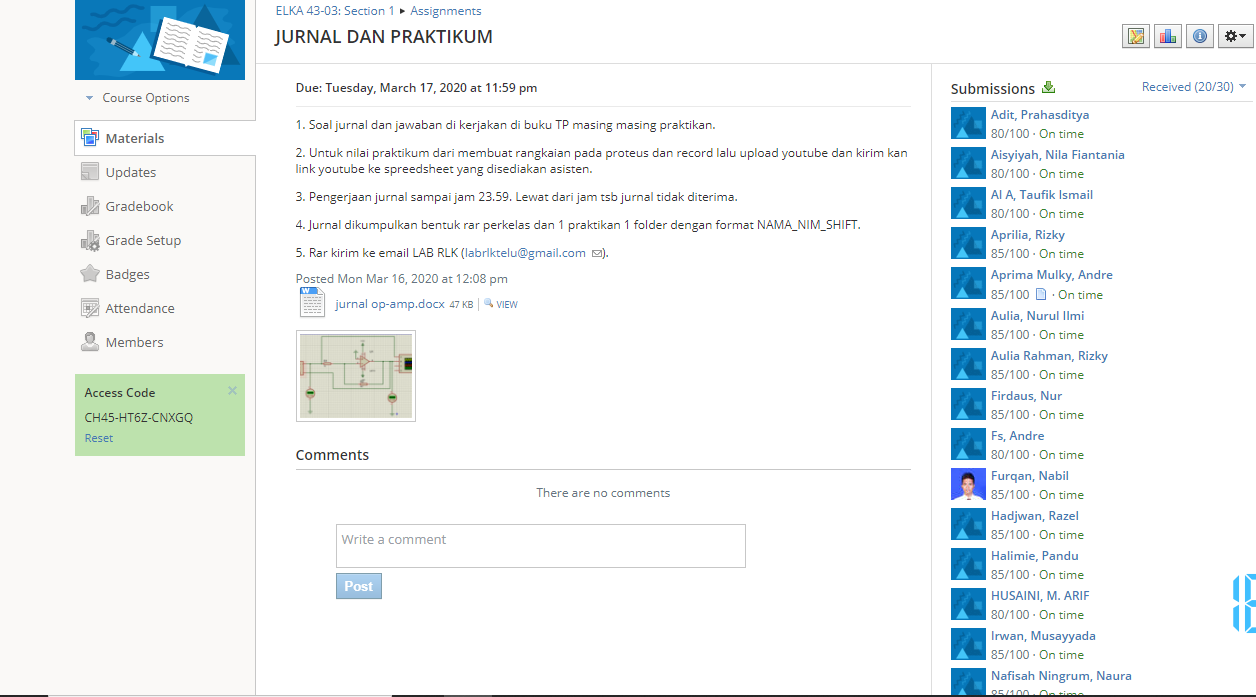 ELKA 43-03: Section 1 ▸ Assignments
JURNAL DAN PRAKTIKUM
Course Options
Materials
Updates
Gradebook
Grade Setup
Badges
Attendance
Members
Access Code
CH45-HT6Z-CNXGQ
Reset
Due: Tuesday, March 17, 2020 at 11:59 pm
1. Soal jurnal dan jawaban di kerjakan di buku TP masing masing praktikan.
2. Untuk nilai praktikum dari membuat rangkaian pada proteus dan record lalu upload youtube dan kirim kan
link youtube ke spreedsheet yang disediakan asisten.
3. Pengerjaan jurnal sampai jam 23.59. Lewat dari jam tsb jurnal tidak diterima.
4. Jurnal dikumpulkan bentuk rar perkelas dan 1 praktikan 1 folder dengan format NAMA_NIM_SHIFT.
5. Rar kirim ke email LAB RLK (labrlktelu@gmail.com ).
Posted Mon Mar 16, 2020 at 12:08 pm
jurnal op-amp.docx 47 KB VIEW
Comments
There are no comments
Write a comment
Post
Submissions
Received (20/30)
Adit, Prahasditya
80/100 · On time
Aisyiyah, Nila Fiantania
80/100 · On time
Al A, Taufik Ismail
80/100 · On time
Aprilia, Rizky
85/100 · On time
Aprima Mulky, Andre
85/100 · On time
Aulia, Nurul Ilmi
85/100 · On time
Aulia Rahman, Rizky
85/100 · On time
Firdaus, Nur
85/100 · On time
Fs, Andre
80/100 · On time
Furqan, Nabil
85/100 · On time
Hadjwan, Razel
85/100 · On time
Halimie, Pandu
85/100 · On time
HUSAINI, M. ARIF
80/100 · On time
Irwan, Musayyada
85/100 · On time
Nafisah Ningrum, Naura
85/100 · On time